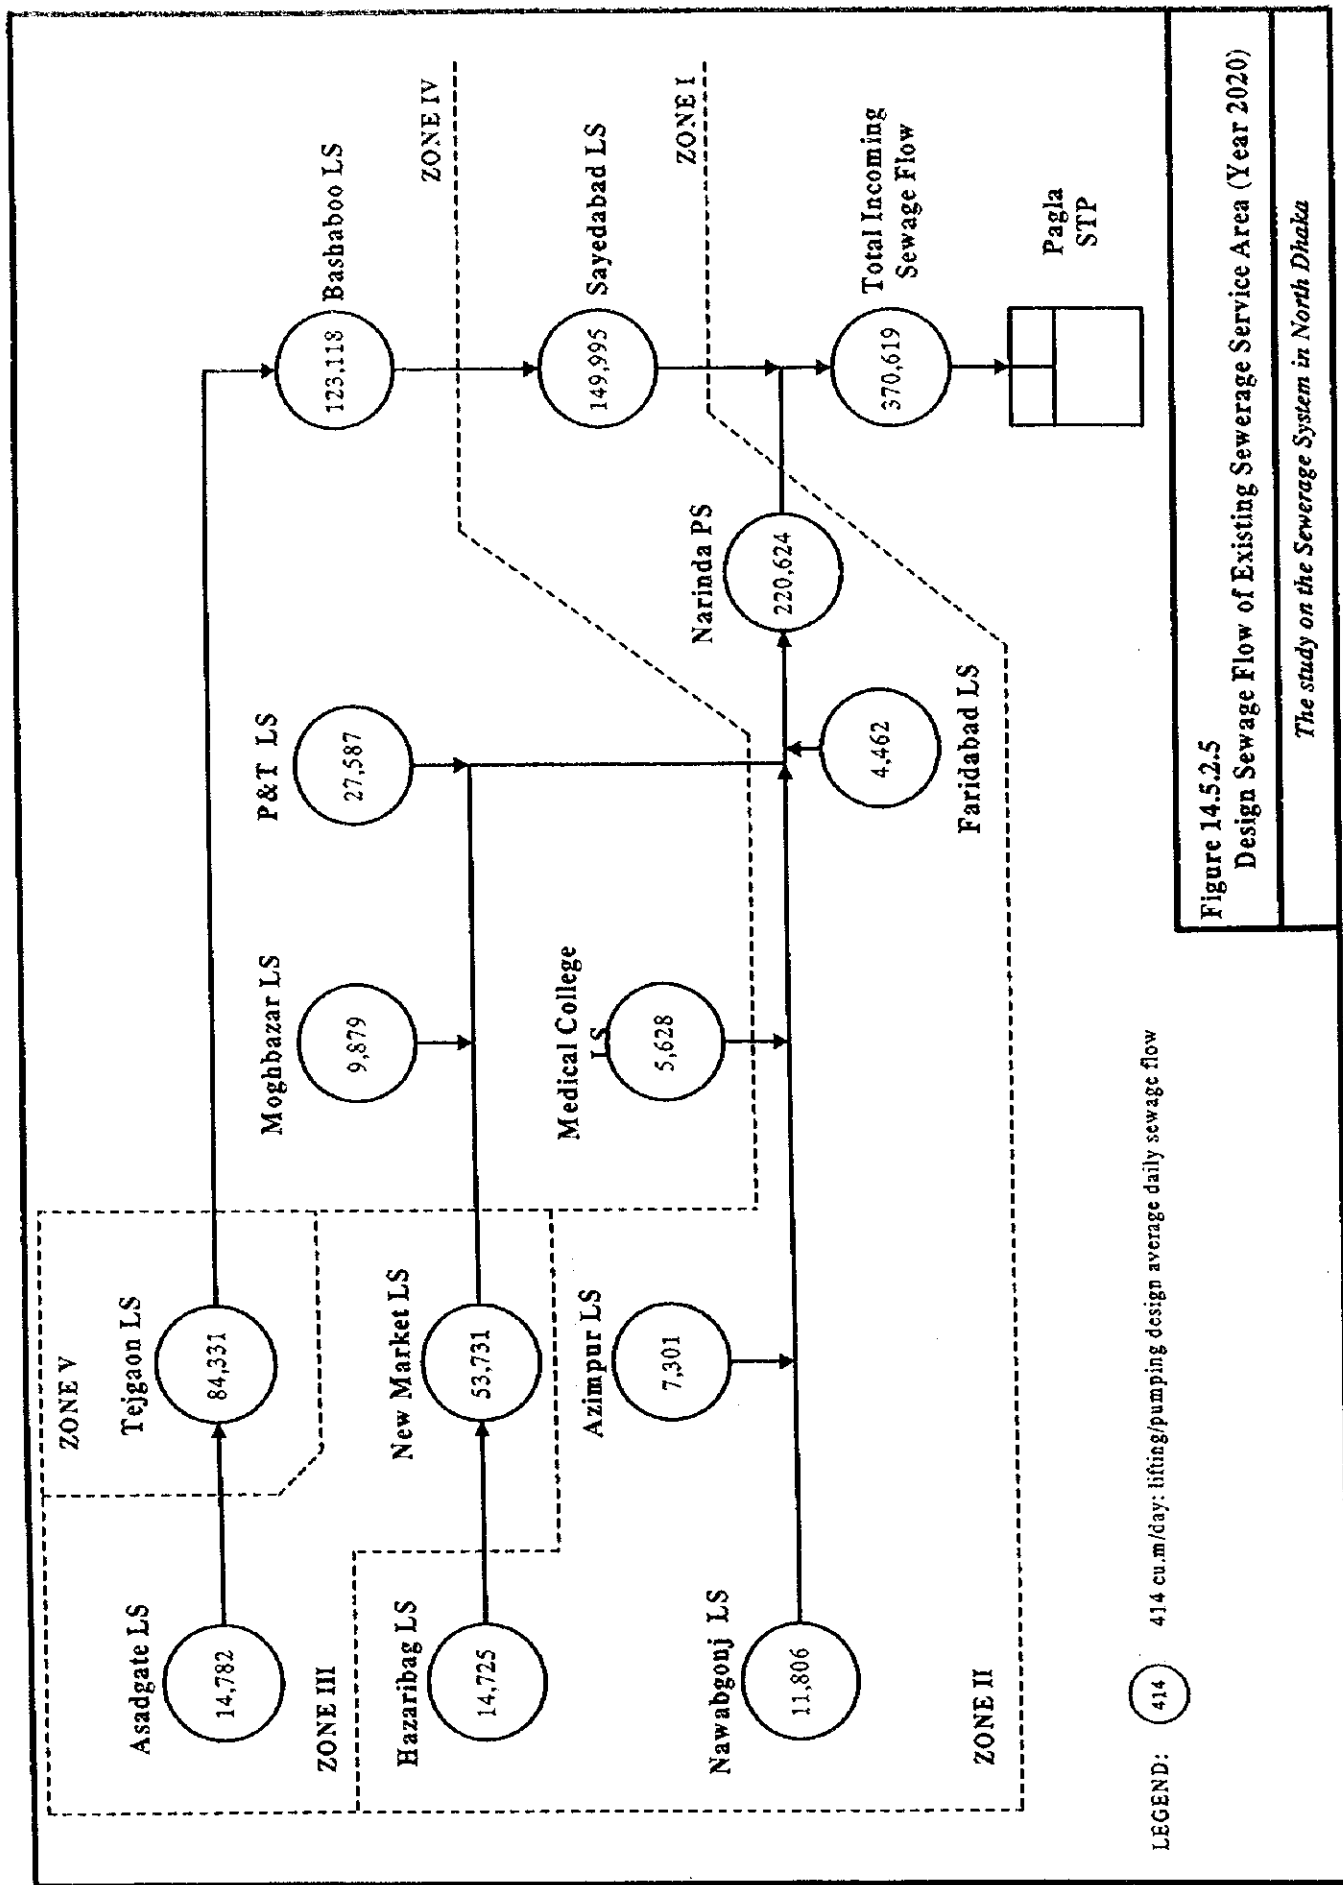 ZONE V
Asadgate LS
14,782
Tejgaon LS
84,331
Bashaboo LS
123,118
ZONE III
Moghbazar LS
9,879
P&T LS
27,587
ZONE IV
Hazaribag LS
14,725
New Market LS
53,731
Sayedabad LS
149,995
Azimpur LS
7,301
Medical College
LS
5,628
Narinda PS
220,624
ZONE I
Nawabgonj LS
11,806
Faridabad LS
4,462
Total Incoming
Sewage Flow
370,619
ZONE II
Pagla
STP
LEGEND:
414
414 cu.m/day: lifting/pumping design average daily sewage flow
Figure 14.5.2.5
Design Sewage Flow of Existing Sewerage Service Area (Year 2020)
The study on the Sewerage System in North Dhaka